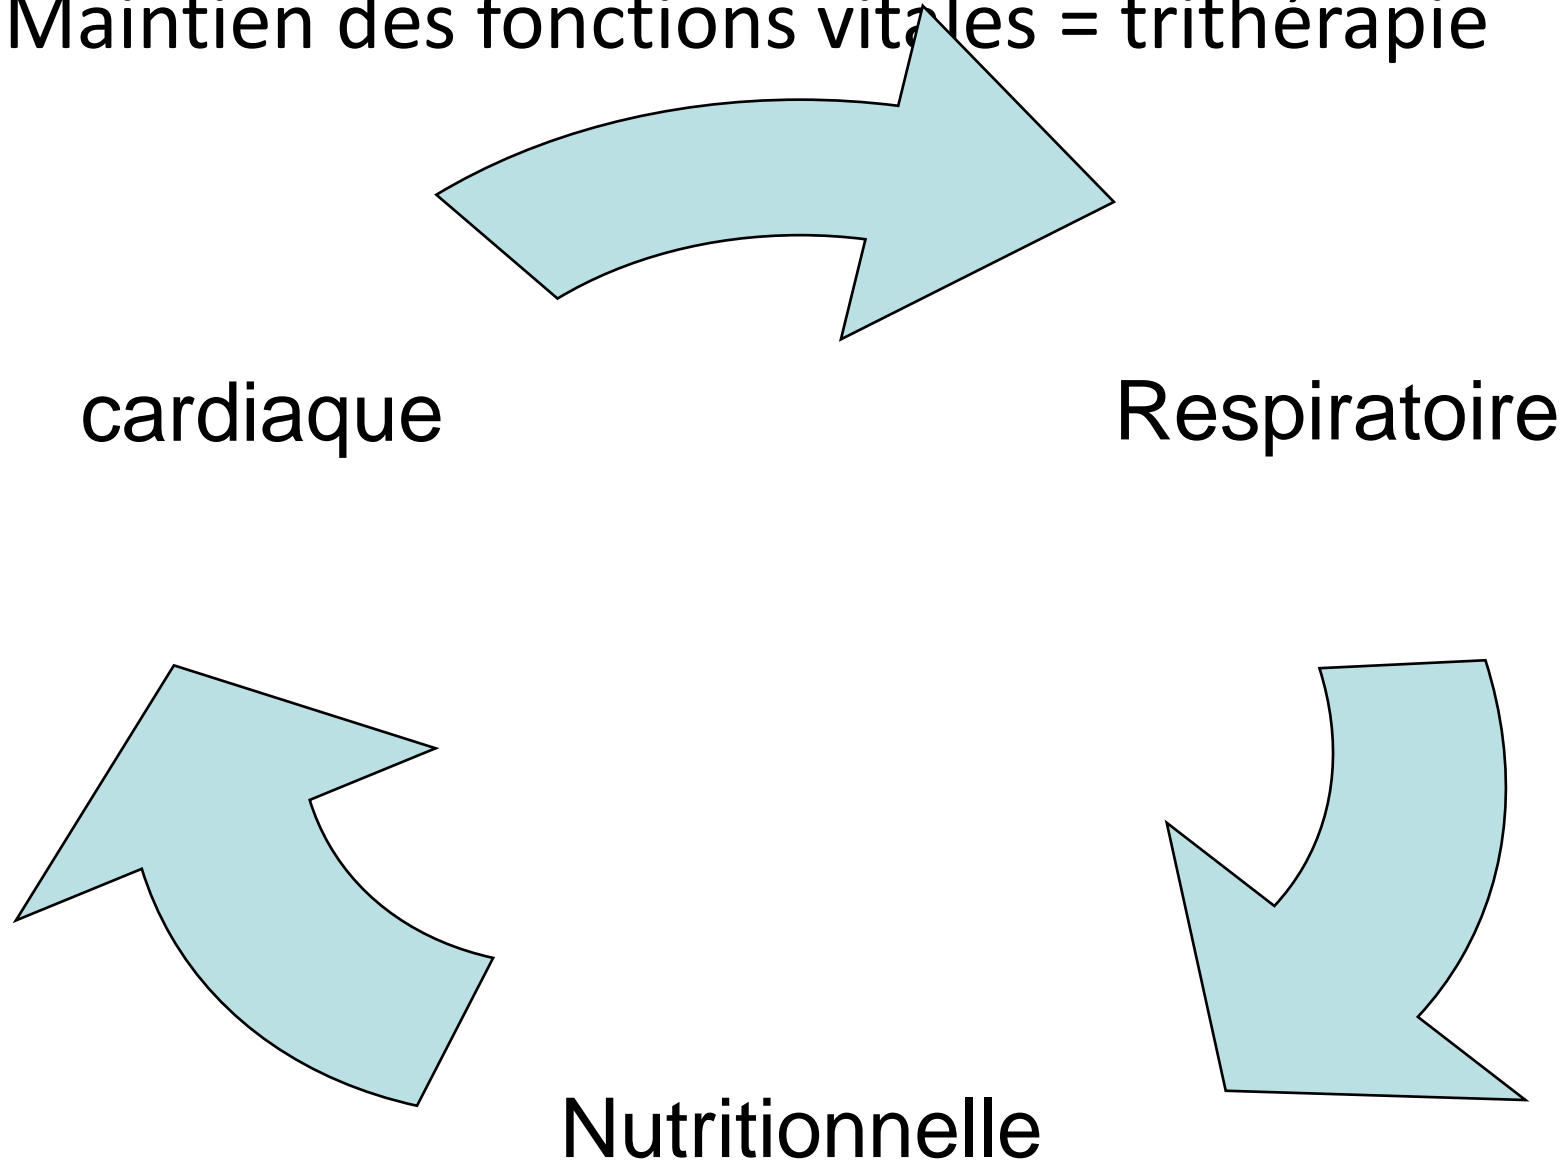 Maintien des fonctions vitales = trithérapie
cardiaque
Respiratoire
Nutritionnelle